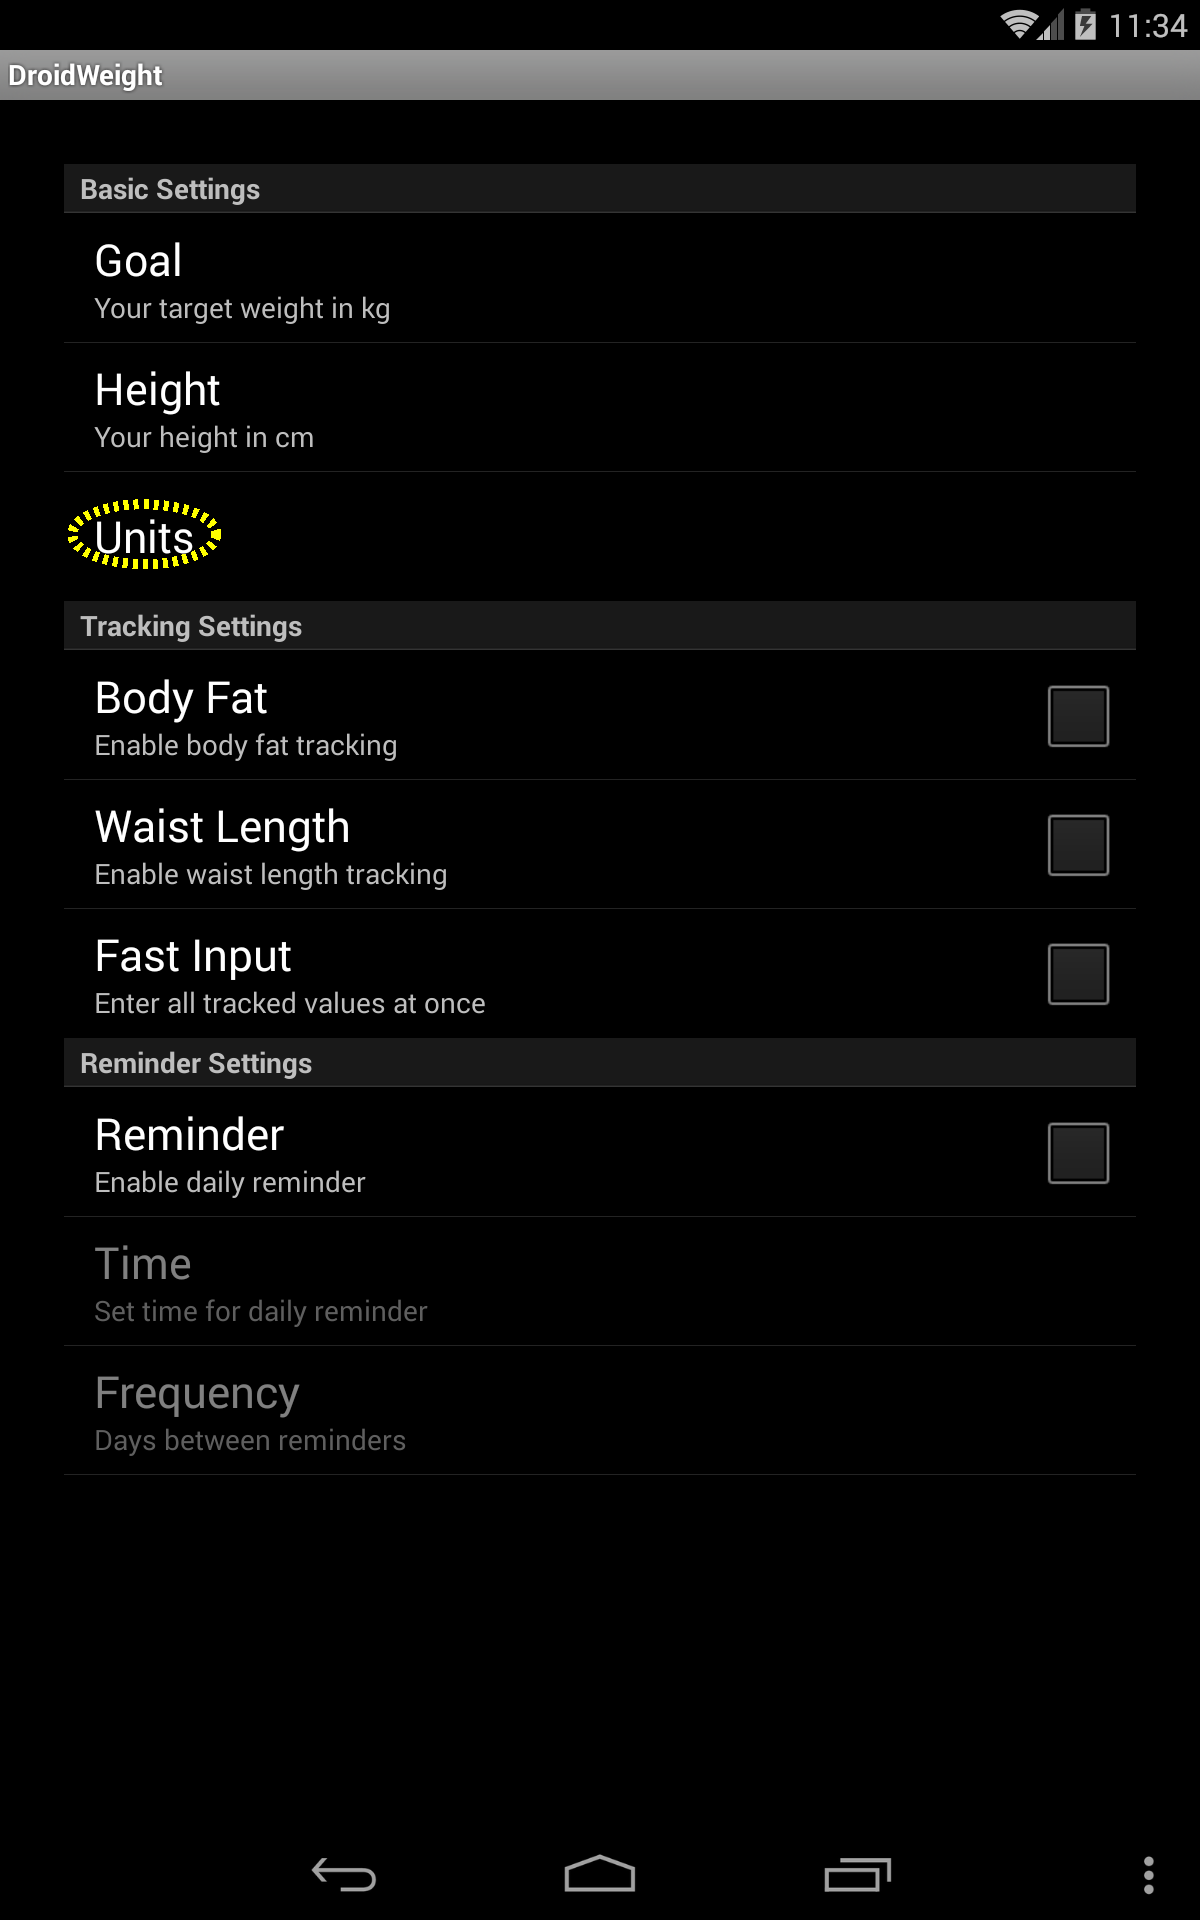 11:34
DroidWeight
Basic Settings
Goal
Your target weight in kg
Height
Your height in cm
Units
Tracking Settings
Body Fat
Enable body fat tracking
Waist Length
Enable waist length tracking
Fast Input
Enter all tracked values at once
Reminder Settings
Reminder
Enable daily reminder
Time
Set time for daily reminder
Frequency
Days between reminders